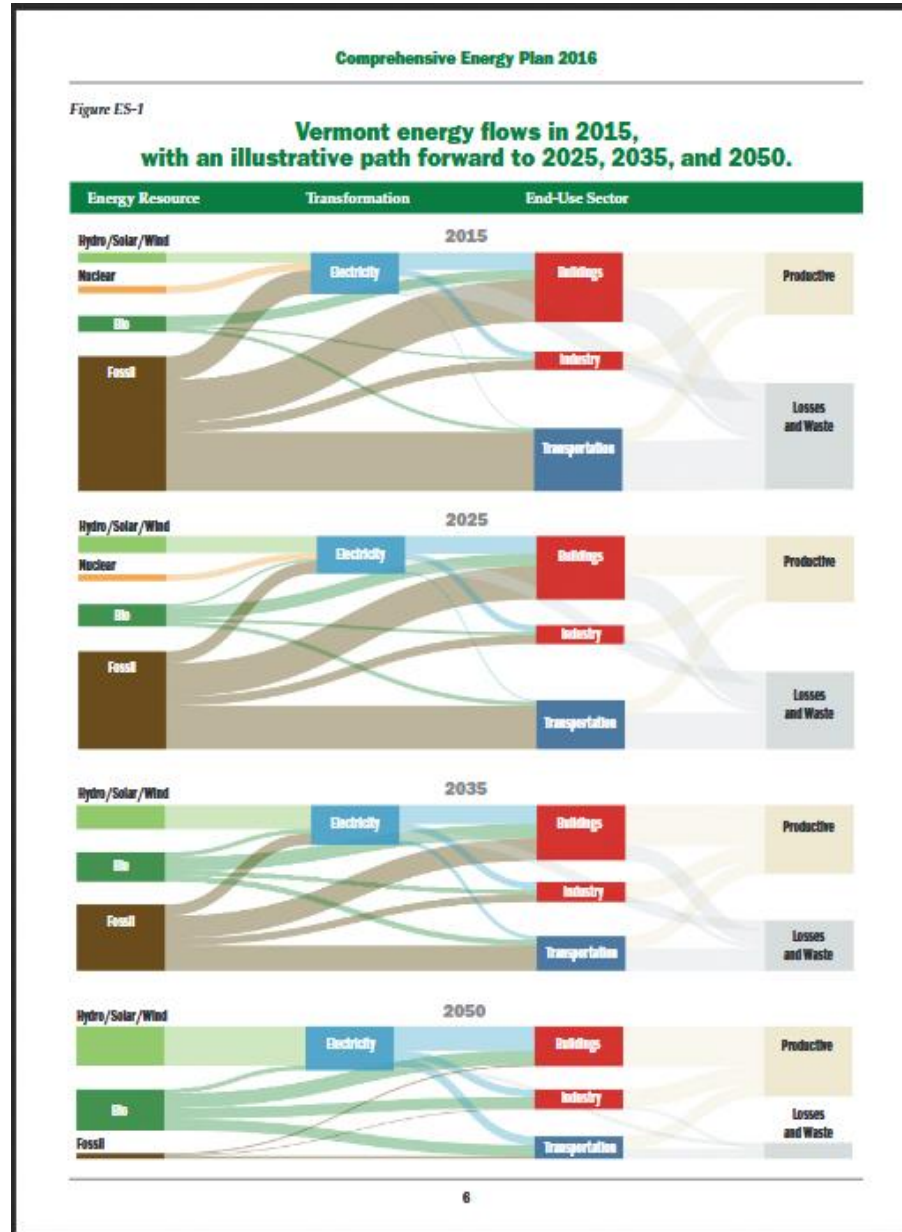 Comprehensive Energy Plan 2016
Figure ES-1
Vermont energy flows in 2015,
with an illustrative path forward to 2025, 2035, and 2050.
Energy Resource Transformation End-Use Sector
2015
Hydro/Solar/Wind
Electricity
Buildings
Productive
Nuclear
Bio
Industry
Fossil
Losses
and Waste
Transportation
2025
Hydro/Solar/Wind
Electricity
Buildings
Productive
Nuclear
Bio
Industry
Fossil
Losses
and Waste
Transportation
2035
Hydro/Solar/Wind
Electricity
Buildings
Productive
Bio
Industry
Fossil
Losses
and Waste
Transportation
2050
Hydro/Solar/Wind
Electricity
Buildings
Productive
Bio
Industry
Losses
and Waste
Fossil
Transportation
6